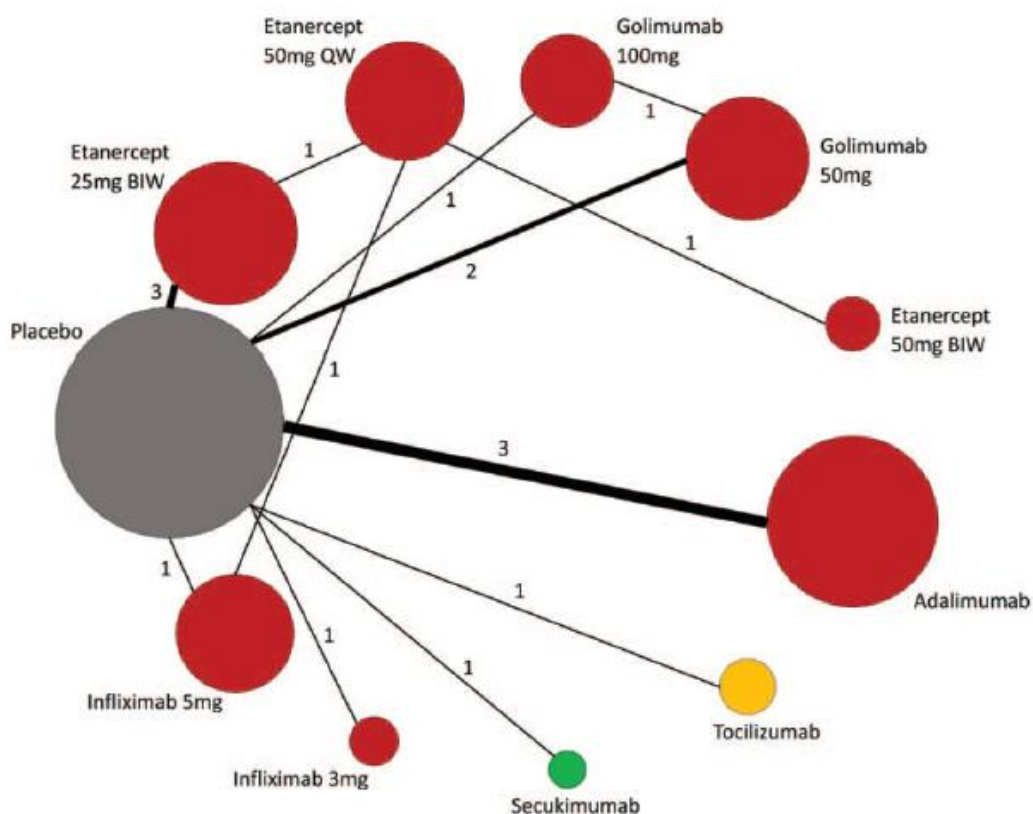 Etanercept
50mg QW
Golimumab
100mg
1
Golimumab
50mg
Etanercept
25mg BIW
1
1
1
2
3
Placebo
Etanercept
50mg BIW
1
3
Adalimumab
1
1
1
1
Infliximab 5mg
Tocilizumab
Infliximab 3mg
Secukimumab